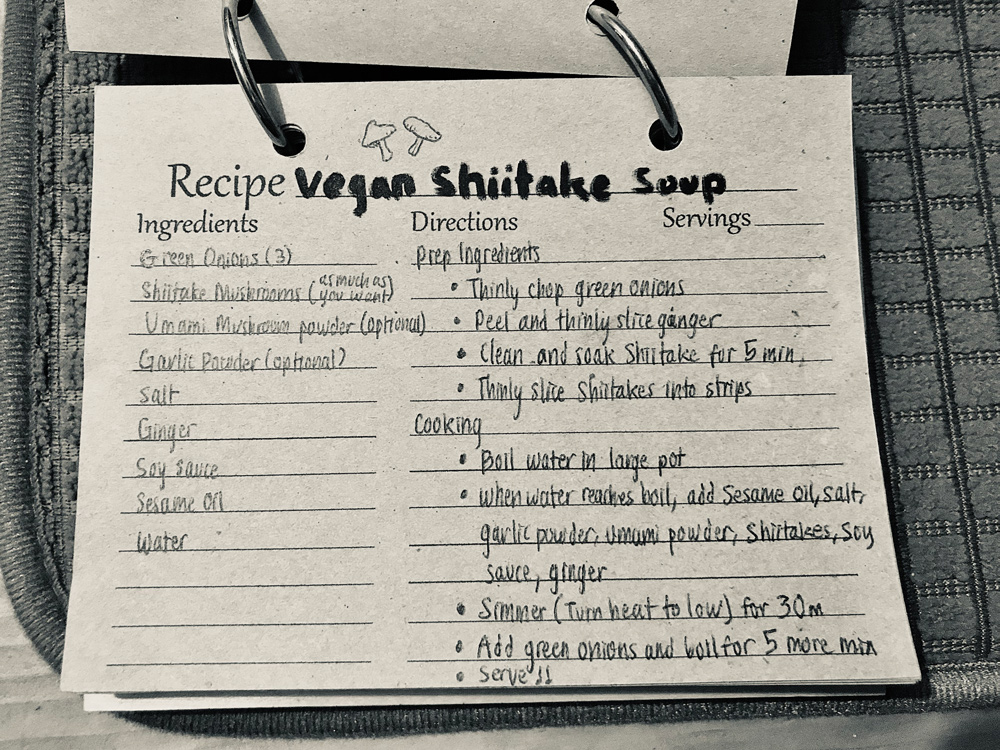 Recipe Vegan Shiitake Soup
Ingredients
Green Onions (3)
Shiitake Mushrooms (as much as you want)
Umami Mushroom powder (optional)
Garlic Powder (optional)
Salt
Ginger
Soy Sauce
Sesame Oil
Water
Directions
Servings
Prep Ingredients
• Thinly chop green onions
• Peel and thinly slice ganger
• Clean and soak Shiitake for 5 min.
• Thinly slice Shiitakes into strips
Cooking
• Boil water in large pot
• When water reaches boil, add Sesame Oil, salt,
garlic powder, umami powder, Shiitakes, Soy
sauce, ginger
• Simmer (Turn heat to low) for 30m
• Add green onions and boil for 5 more min
• Serve!!